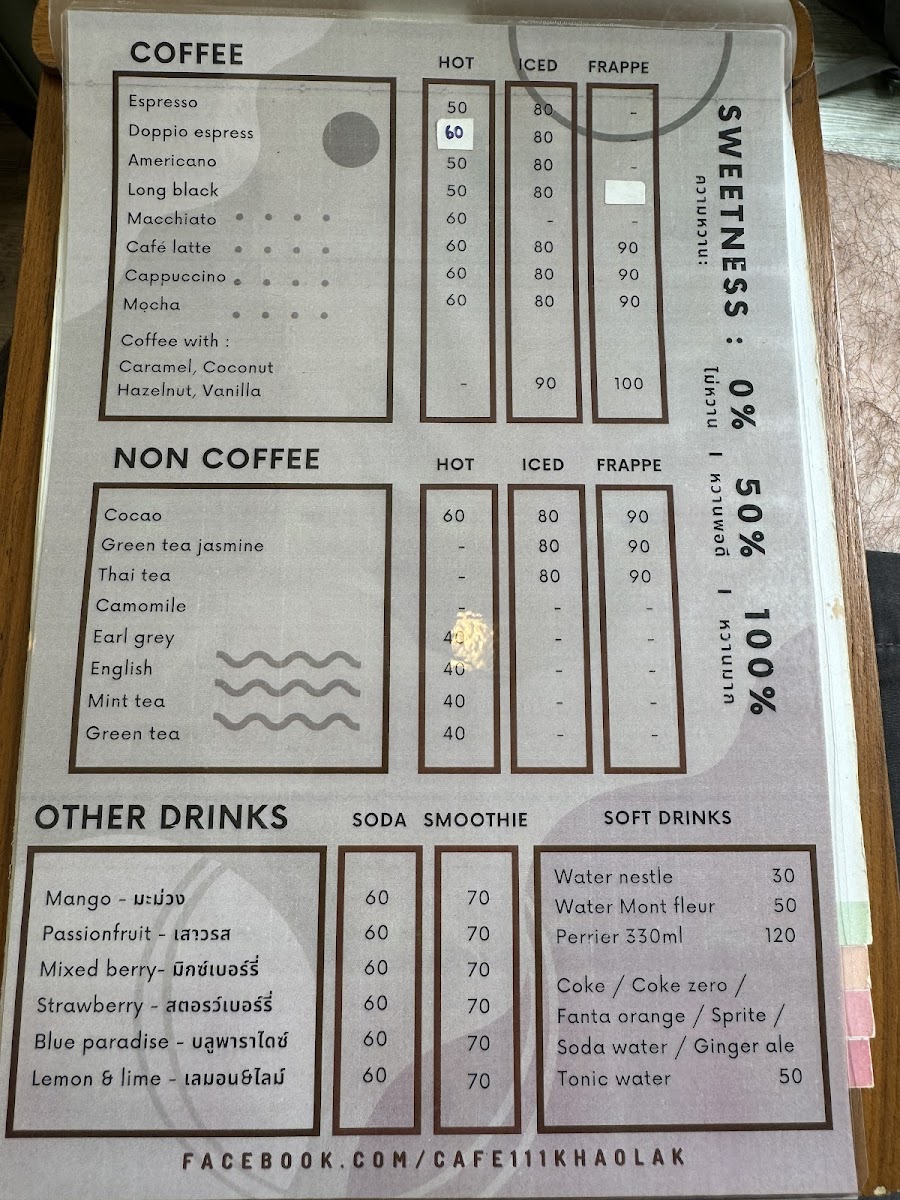 COFFEE HOT ICED FRAPPE
Espresso 50 80 -
Doppio espress 60 80 -
Americano 50 80 -
Long black 50 80
Macchiato 60 - -
Café latte 60 80 90
Cappuccino 60 80 90
Mocha 60 80 90
Coffee with :
Caramel, Coconut
Hazelnut, Vanilla - 90 100
NON COFFEE HOT ICED FRAPPE
Cocao 60 80 90
Green tea jasmine - 80 90
Thai tea - 80 90
Camomile - - -
Earl grey 40 - -
English 40 - -
Mint tea 40 - -
Green tea 40 - -
SWEETNESS : 0% 50% 100%
ความหวาน: ไม่หวาน | หวานพอดี | หวานมาก
OTHER DRINKS SODA SMOOTHIE
Mango - มะม่วง 60 70
Passionfruit - เสาวรส 60 70
Mixed berry- มิกซ์เบอร์รี่ 60 70
Strawberry - สตอรว์เบอร์รี่ 60 70
Blue paradise - บลูพาราไดซ์ 60 70
Lemon & lime - เลมอน&ไลม์ 60 70
SOFT DRINKS
Water nestle 30
Water Mont fleur 50
Perrier 330ml 120
Coke / Coke zero /
Fanta orange / Sprite /
Soda water / Ginger ale
Tonic water 50
FACEBOOK.COM/CAFE111KHAOLAK